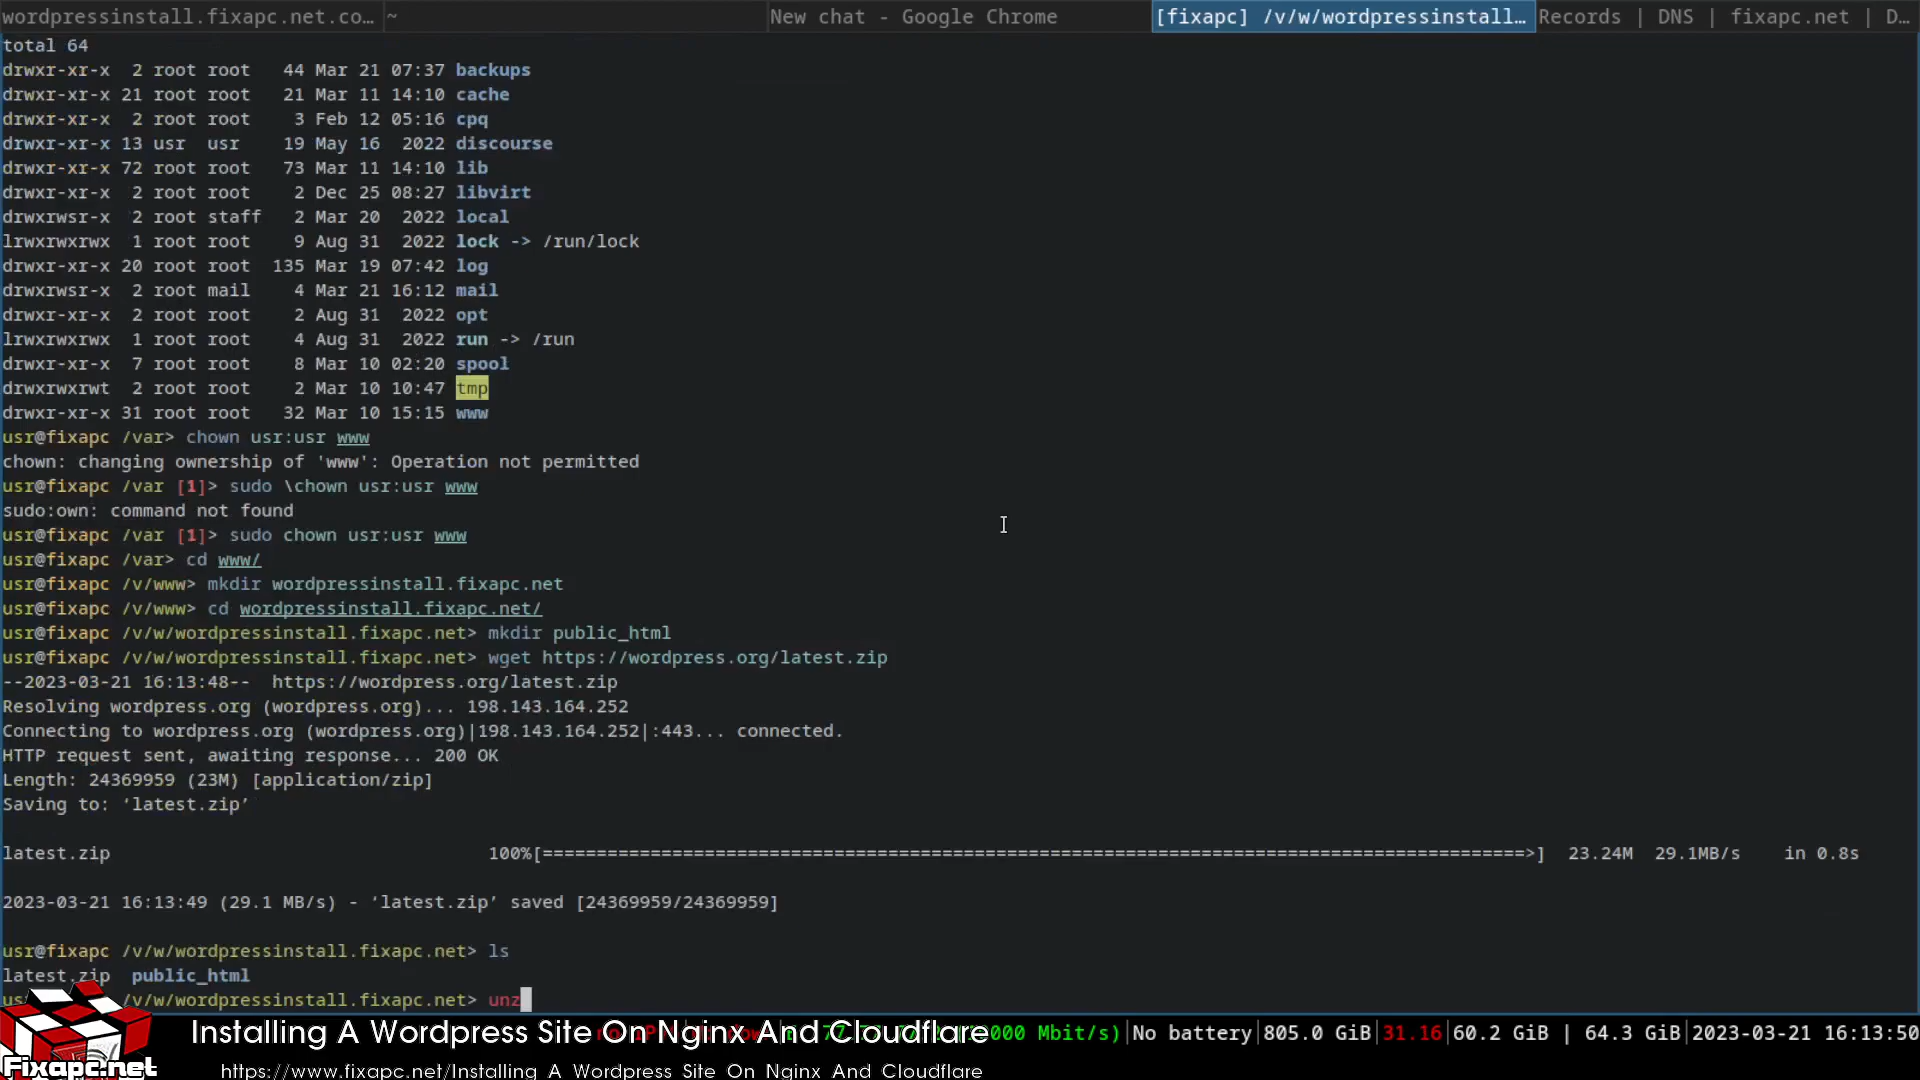 wordpressinstall.fixapc.net.co… ~ New chat - Google Chrome [fixapc] /v/w/wordpressinstall… Records | DNS | fixapc.net | D…
total 64
drwxr-xr-x  2 root root   44 Mar 21 07:37 backups
drwxr-xr-x 21 root root   21 Mar 11 14:10 cache
drwxr-xr-x  2 root root    3 Feb 12 05:16 cpq
drwxr-xr-x 13 usr  usr    19 May 16  2022 discourse
drwxr-xr-x 72 root root   73 Mar 11 14:10 lib
drwxr-xr-x  2 root root    2 Dec 25 08:27 libvirt
drwxrwsr-x  2 root staff   2 Mar 20  2022 local
lrwxrwxrwx  1 root root    9 Aug 31  2022 lock -> /run/lock
drwxr-xr-x 20 root root  135 Mar 19 07:42 log
drwxrwsr-x  2 root mail    4 Mar 21 16:12 mail
drwxr-xr-x  2 root root    2 Aug 31  2022 opt
lrwxrwxrwx  1 root root    4 Aug 31  2022 run -> /run
drwxr-xr-x  7 root root    8 Mar 10 02:20 spool
drwxrwxrwt  2 root root    2 Mar 10 10:47 tmp
drwxr-xr-x 31 root root   32 Mar 10 15:15 www
usr@fixapc /var> chown usr:usr www
chown: changing ownership of 'www': Operation not permitted
usr@fixapc /var [1]> sudo \chown usr:usr www
sudo:own: command not found
usr@fixapc /var [1]> sudo chown usr:usr www
usr@fixapc /var> cd www/
usr@fixapc /v/www> mkdir wordpressinstall.fixapc.net
usr@fixapc /v/www> cd wordpressinstall.fixapc.net/
usr@fixapc /v/w/wordpressinstall.fixapc.net> mkdir public_html
usr@fixapc /v/w/wordpressinstall.fixapc.net> wget https://wordpress.org/latest.zip
--2023-03-21 16:13:48--  https://wordpress.org/latest.zip
Resolving wordpress.org (wordpress.org)... 198.143.164.252
Connecting to wordpress.org (wordpress.org)|198.143.164.252|:443... connected.
HTTP request sent, awaiting response... 200 OK
Length: 24369959 (23M) [application/zip]
Saving to: ‘latest.zip’
latest.zip 100%[===========================================================================================>] 23.24M  29.1MB/s    in 0.8s
2023-03-21 16:13:49 (29.1 MB/s) - ‘latest.zip’ saved [24369959/24369959]
usr@fixapc /v/w/wordpressinstall.fixapc.net> ls
latest.zip  public_html
us /v/w/wordpressinstall.fixapc.net> unz
Installing A Wordpress Site On Nginx And Cloudflare 000 Mbit/s)|No battery|805.0 GiB|31.16|60.2 GiB | 64.3 GiB|2023-03-21 16:13:50
Fixapc.net https://www.fixapc.net/Installing_A_Wordpress_Site_On_Nginx_And_Cloudflare